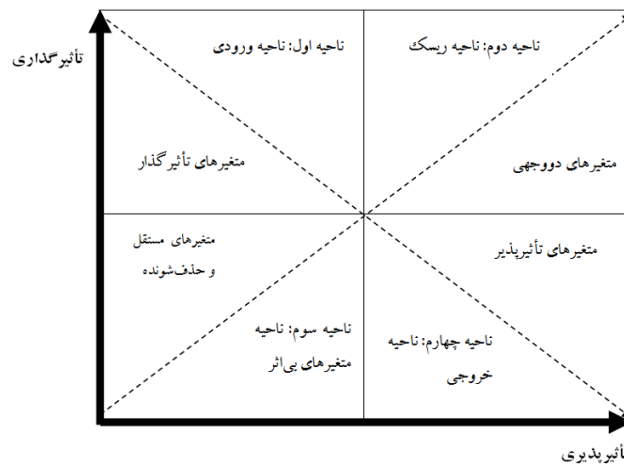 ناحیه دوم: ناحیه ریسک
ناحیه اول: ناحیه ورودی
تأثیرگذاری
متغیرهای دووجهی
متغیرهای تأثیرگذار
متغیرهای تأثیرپذیر
متغیرهای مستقل
و حذف‌شونده
ناحیه چهارم: ناحیه
خروجی
ناحیه سوم: ناحیه
متغیرهای بی‌اثر
تأثیرپذیری